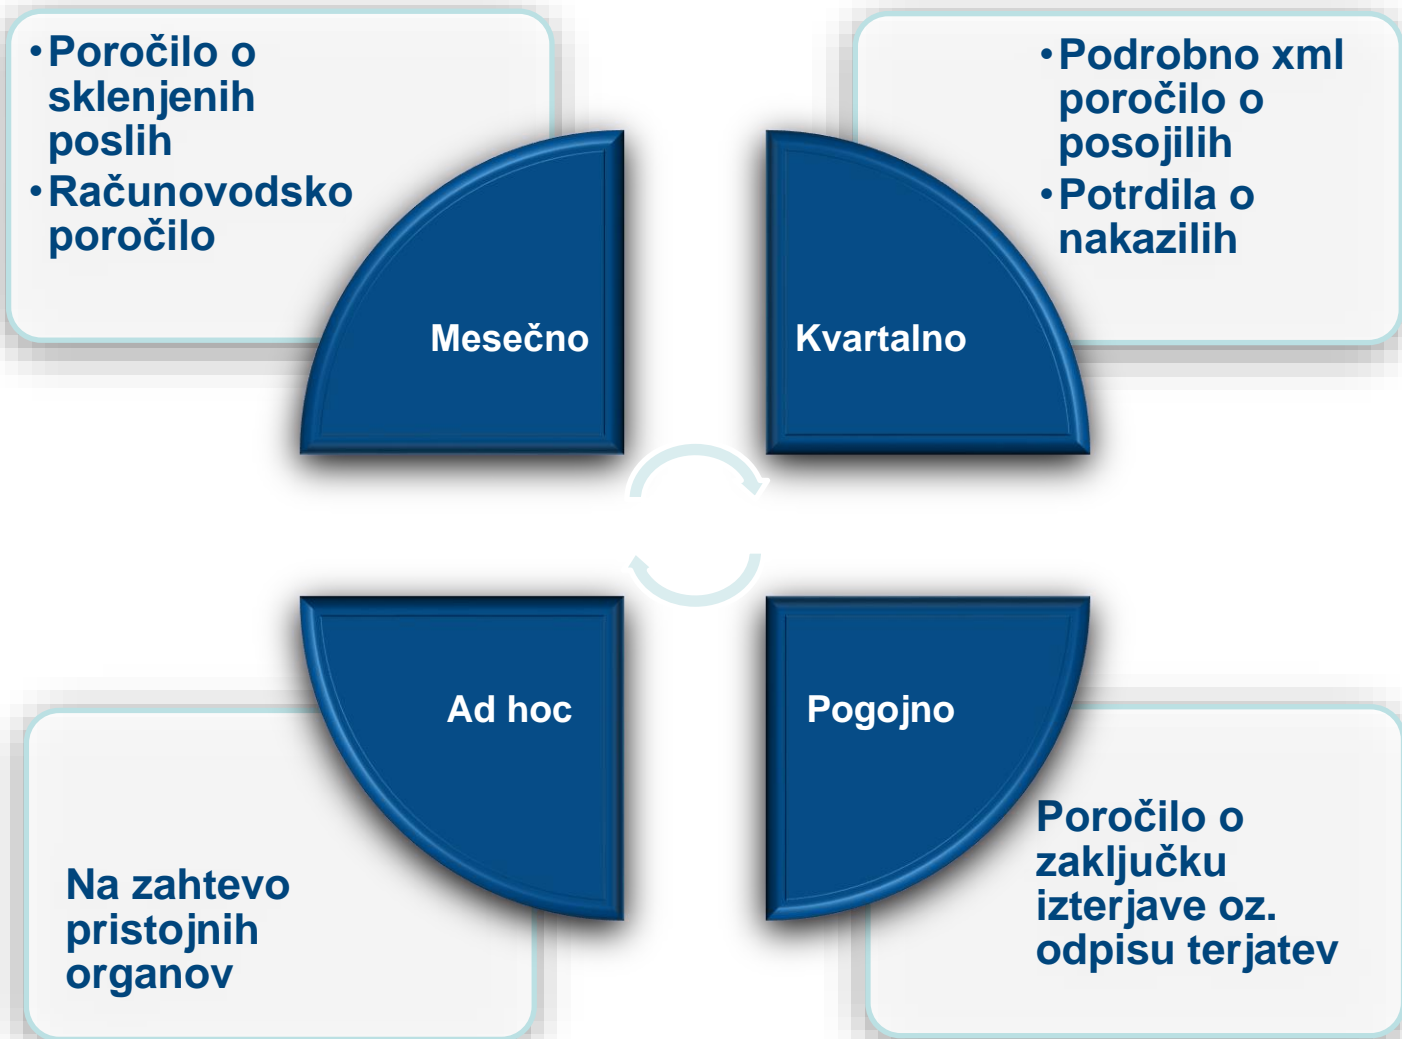 •Poročilo o
sklenjenih
poslih
•Računovodsko
poročilo
Mesečno
•Podrobno xml
poročilo o
posojilih
•Potrdila o
nakazilih
Kvartalno
Ad hoc
Na zahtevo
pristojnih
organov
Pogojno
Poročilo o
zaključku
izterjave oz.
odpisu terjatev